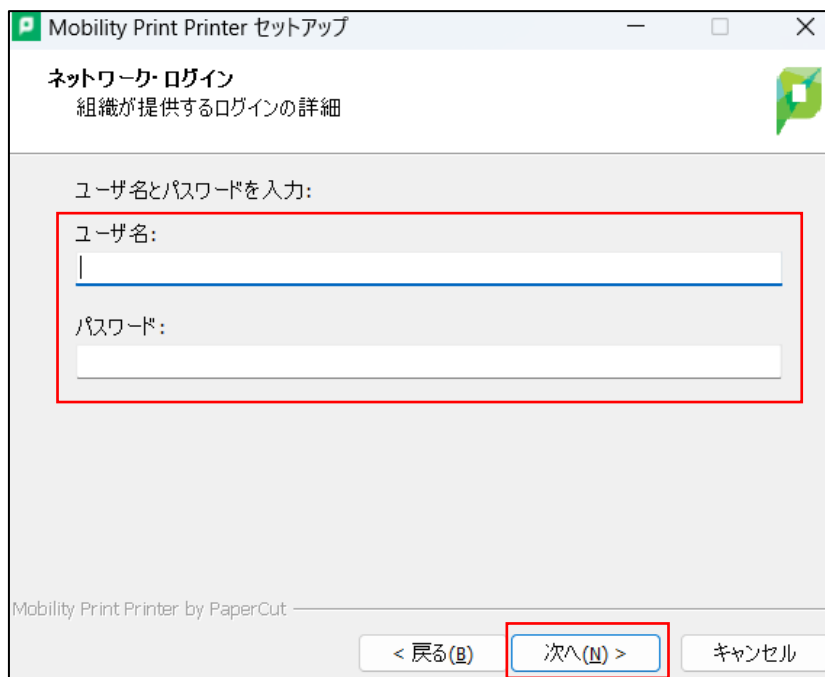 Mobility Print Printer セットアップ
ネットワーク・ログイン
組織が提供するログインの詳細
ユーザ名とパスワードを入力:
ユーザ名:
パスワード:
Mobility Print Printer by PaperCut
< 戻る(B) 次へ(N) > キャンセル